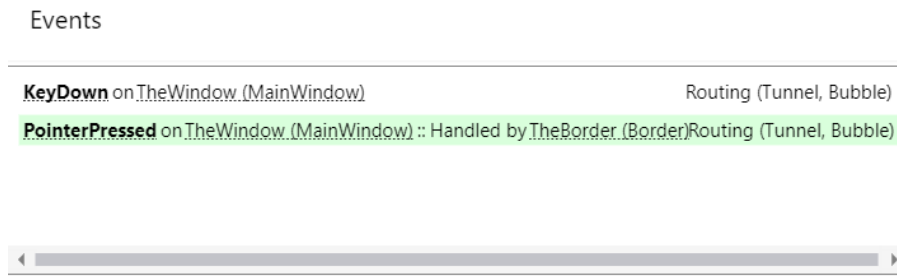 Events
KeyDown on TheWindow (MainWindow) Routing (Tunnel, Bubble)
PointerPressed on TheWindow (MainWindow) :: Handled by TheBorder (Border) Routing (Tunnel, Bubble)